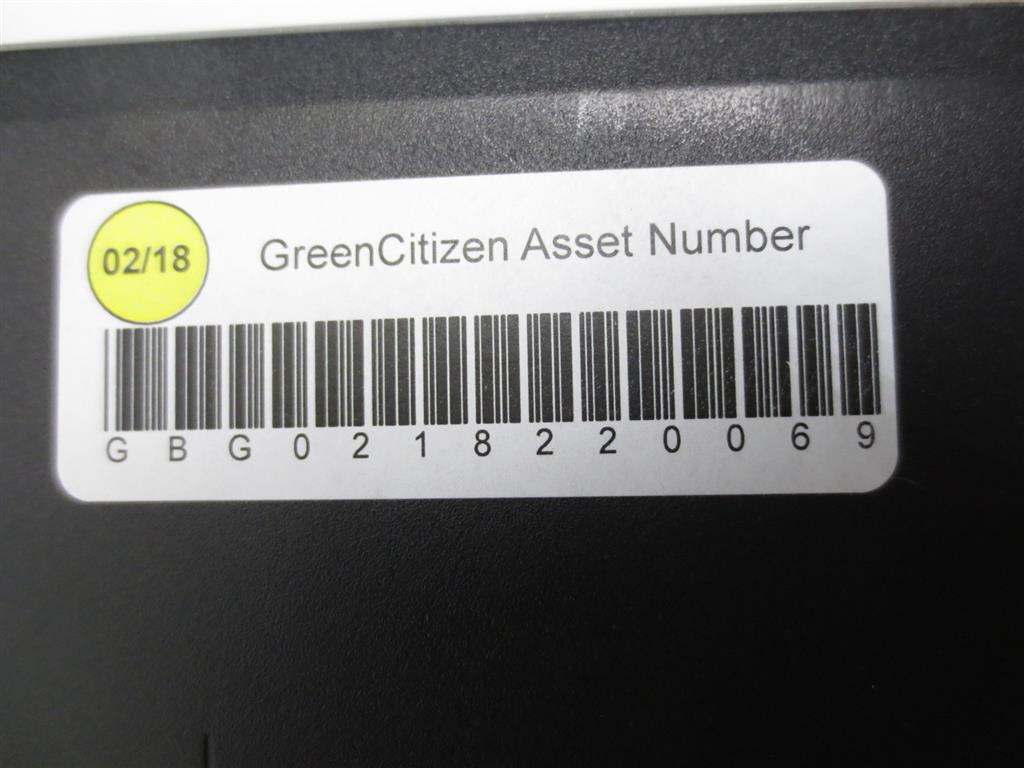 02/18
GreenCitizen Asset Number
GBG0218220069